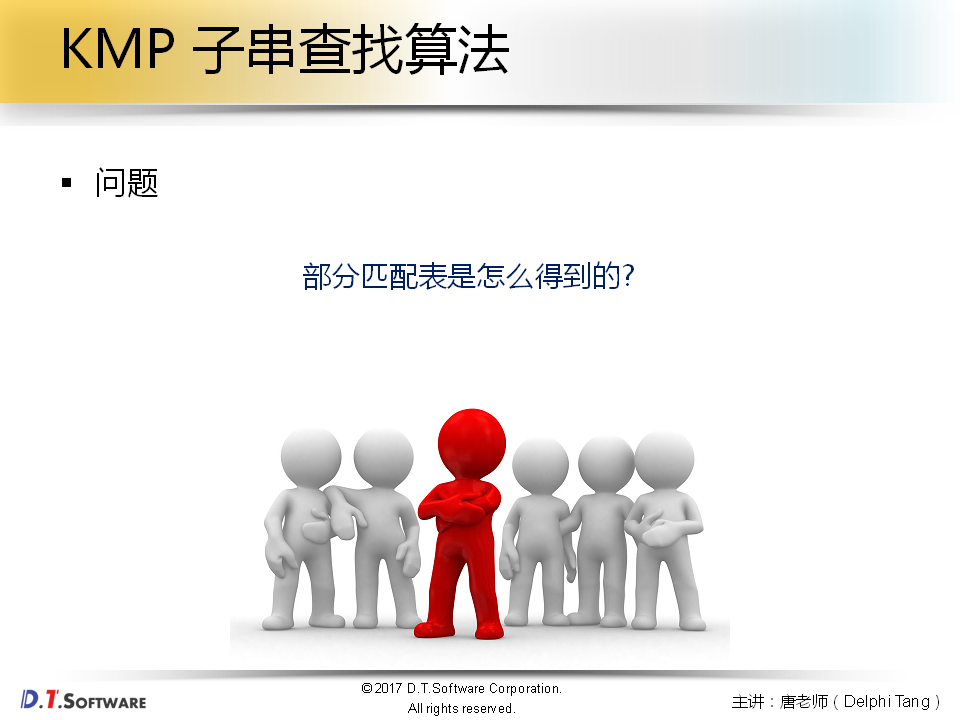 KMP 子串查找算法
▪ 问题
部分匹配表是怎么得到的?
D.T.SOFTWARE
©2017 D.T.Software Corporation.
All rights reserved.
主讲：唐老师（Delphi Tang）